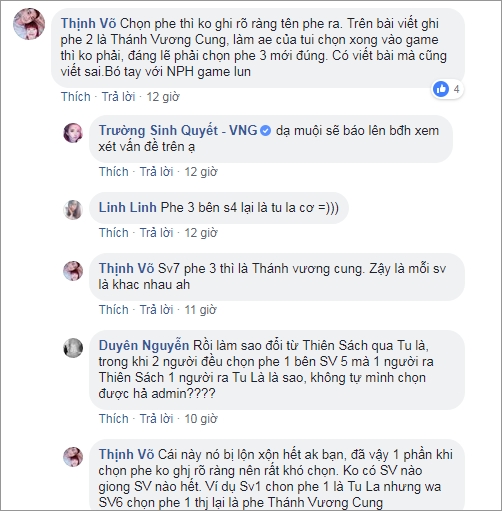 Thịnh Võ Chọn phe thì ko ghi rõ ràng tên phe ra. Trên bài viết ghi
phe 2 là Thánh Vương Cung, làm ae của tui chọn xong vào game
thì ko phải, đáng lẽ phải chọn phe 3 mới đúng. Có viết bài mà cũng
viết sai.Bó tay với NPH game lun
4
Thích · Trả lời · 12 giờ
Trường Sinh Quyết - VNG dạ muội sẽ báo lên bđh xem
xét vấn đề trên ạ
Thích · Trả lời · 12 giờ
Linh Linh Phe 3 bên s4 lại là tu la cơ =)))
Thích · Trả lời · 12 giờ
Thịnh Võ Sv7 phe 3 thì là Thánh vương cung. Zậy là mỗi sv
là khac nhau ah
Thích · Trả lời · 11 giờ
Duyên Nguyễn Rồi làm sao đổi từ Thiên Sách qua Tu là,
trong khi 2 người đều chọn phe 1 bên SV 5 mà 1 người ra
Thiên Sách 1 người ra Tu Là là sao, không tự mình chọn
được hả admin????
Thích · Trả lời · 10 giờ
Thịnh Võ Cái này nó bị lộn xộn hết ak bạn, đã vậy 1 phần khi
chọn phe ko ghj rõ ràng nên rất khó chọn. Ko có SV nào
giong SV nào hết. Ví dụ Sv1 chon phe 1 là Tu La nhưng wa
SV6 chọn phe 1 thj lại là phe Thánh Vương Cung